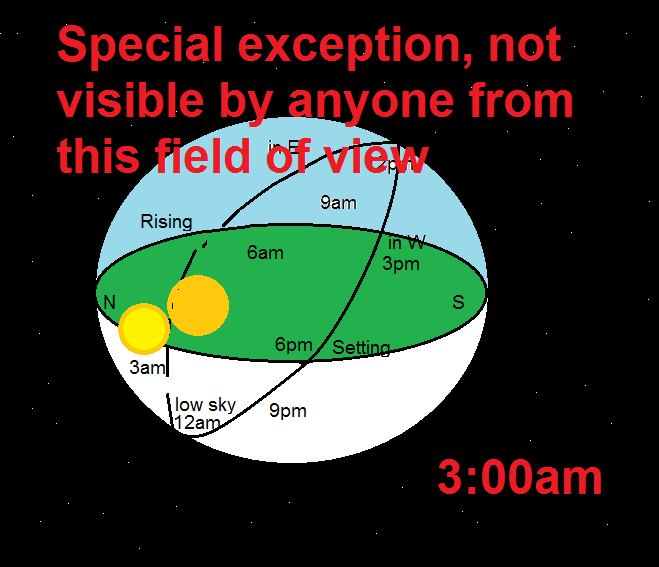 Special exception, not
visible by anyone from
this field of view
in E
2pm
9am
Rising
in W
6am
3pm
N
S
6pm
Setting
3am
low sky
12am
9pm
3:00am